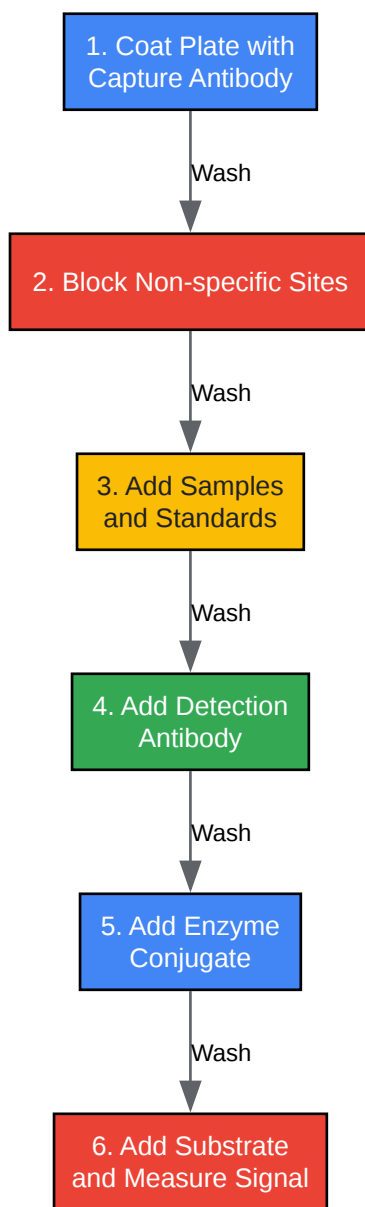 1. Coat Plate with
Capture Antibody
Wash
2. Block Non-specific Sites
Wash
3. Add Samples
and Standards
Wash
4. Add Detection
Antibody
Wash
5. Add Enzyme
Conjugate
Wash
6. Add Substrate
and Measure Signal